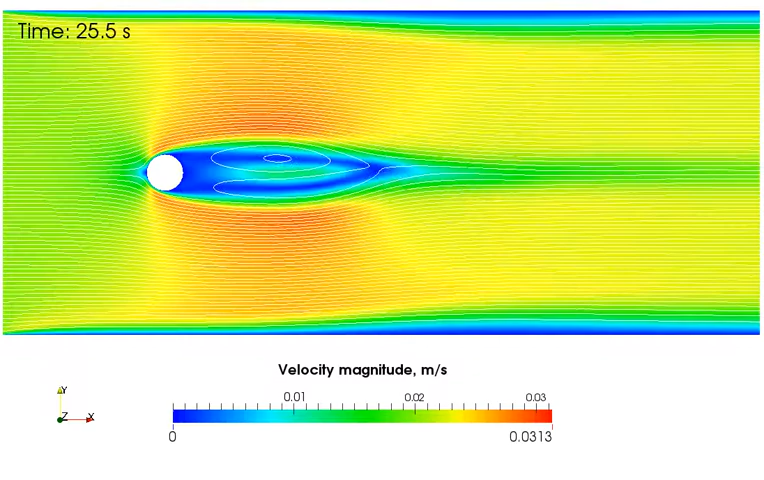 Time: 25.5 s
Velocity magnitude, m/s
0.01 0.02 0.03
0 0.0313
Y
Z X